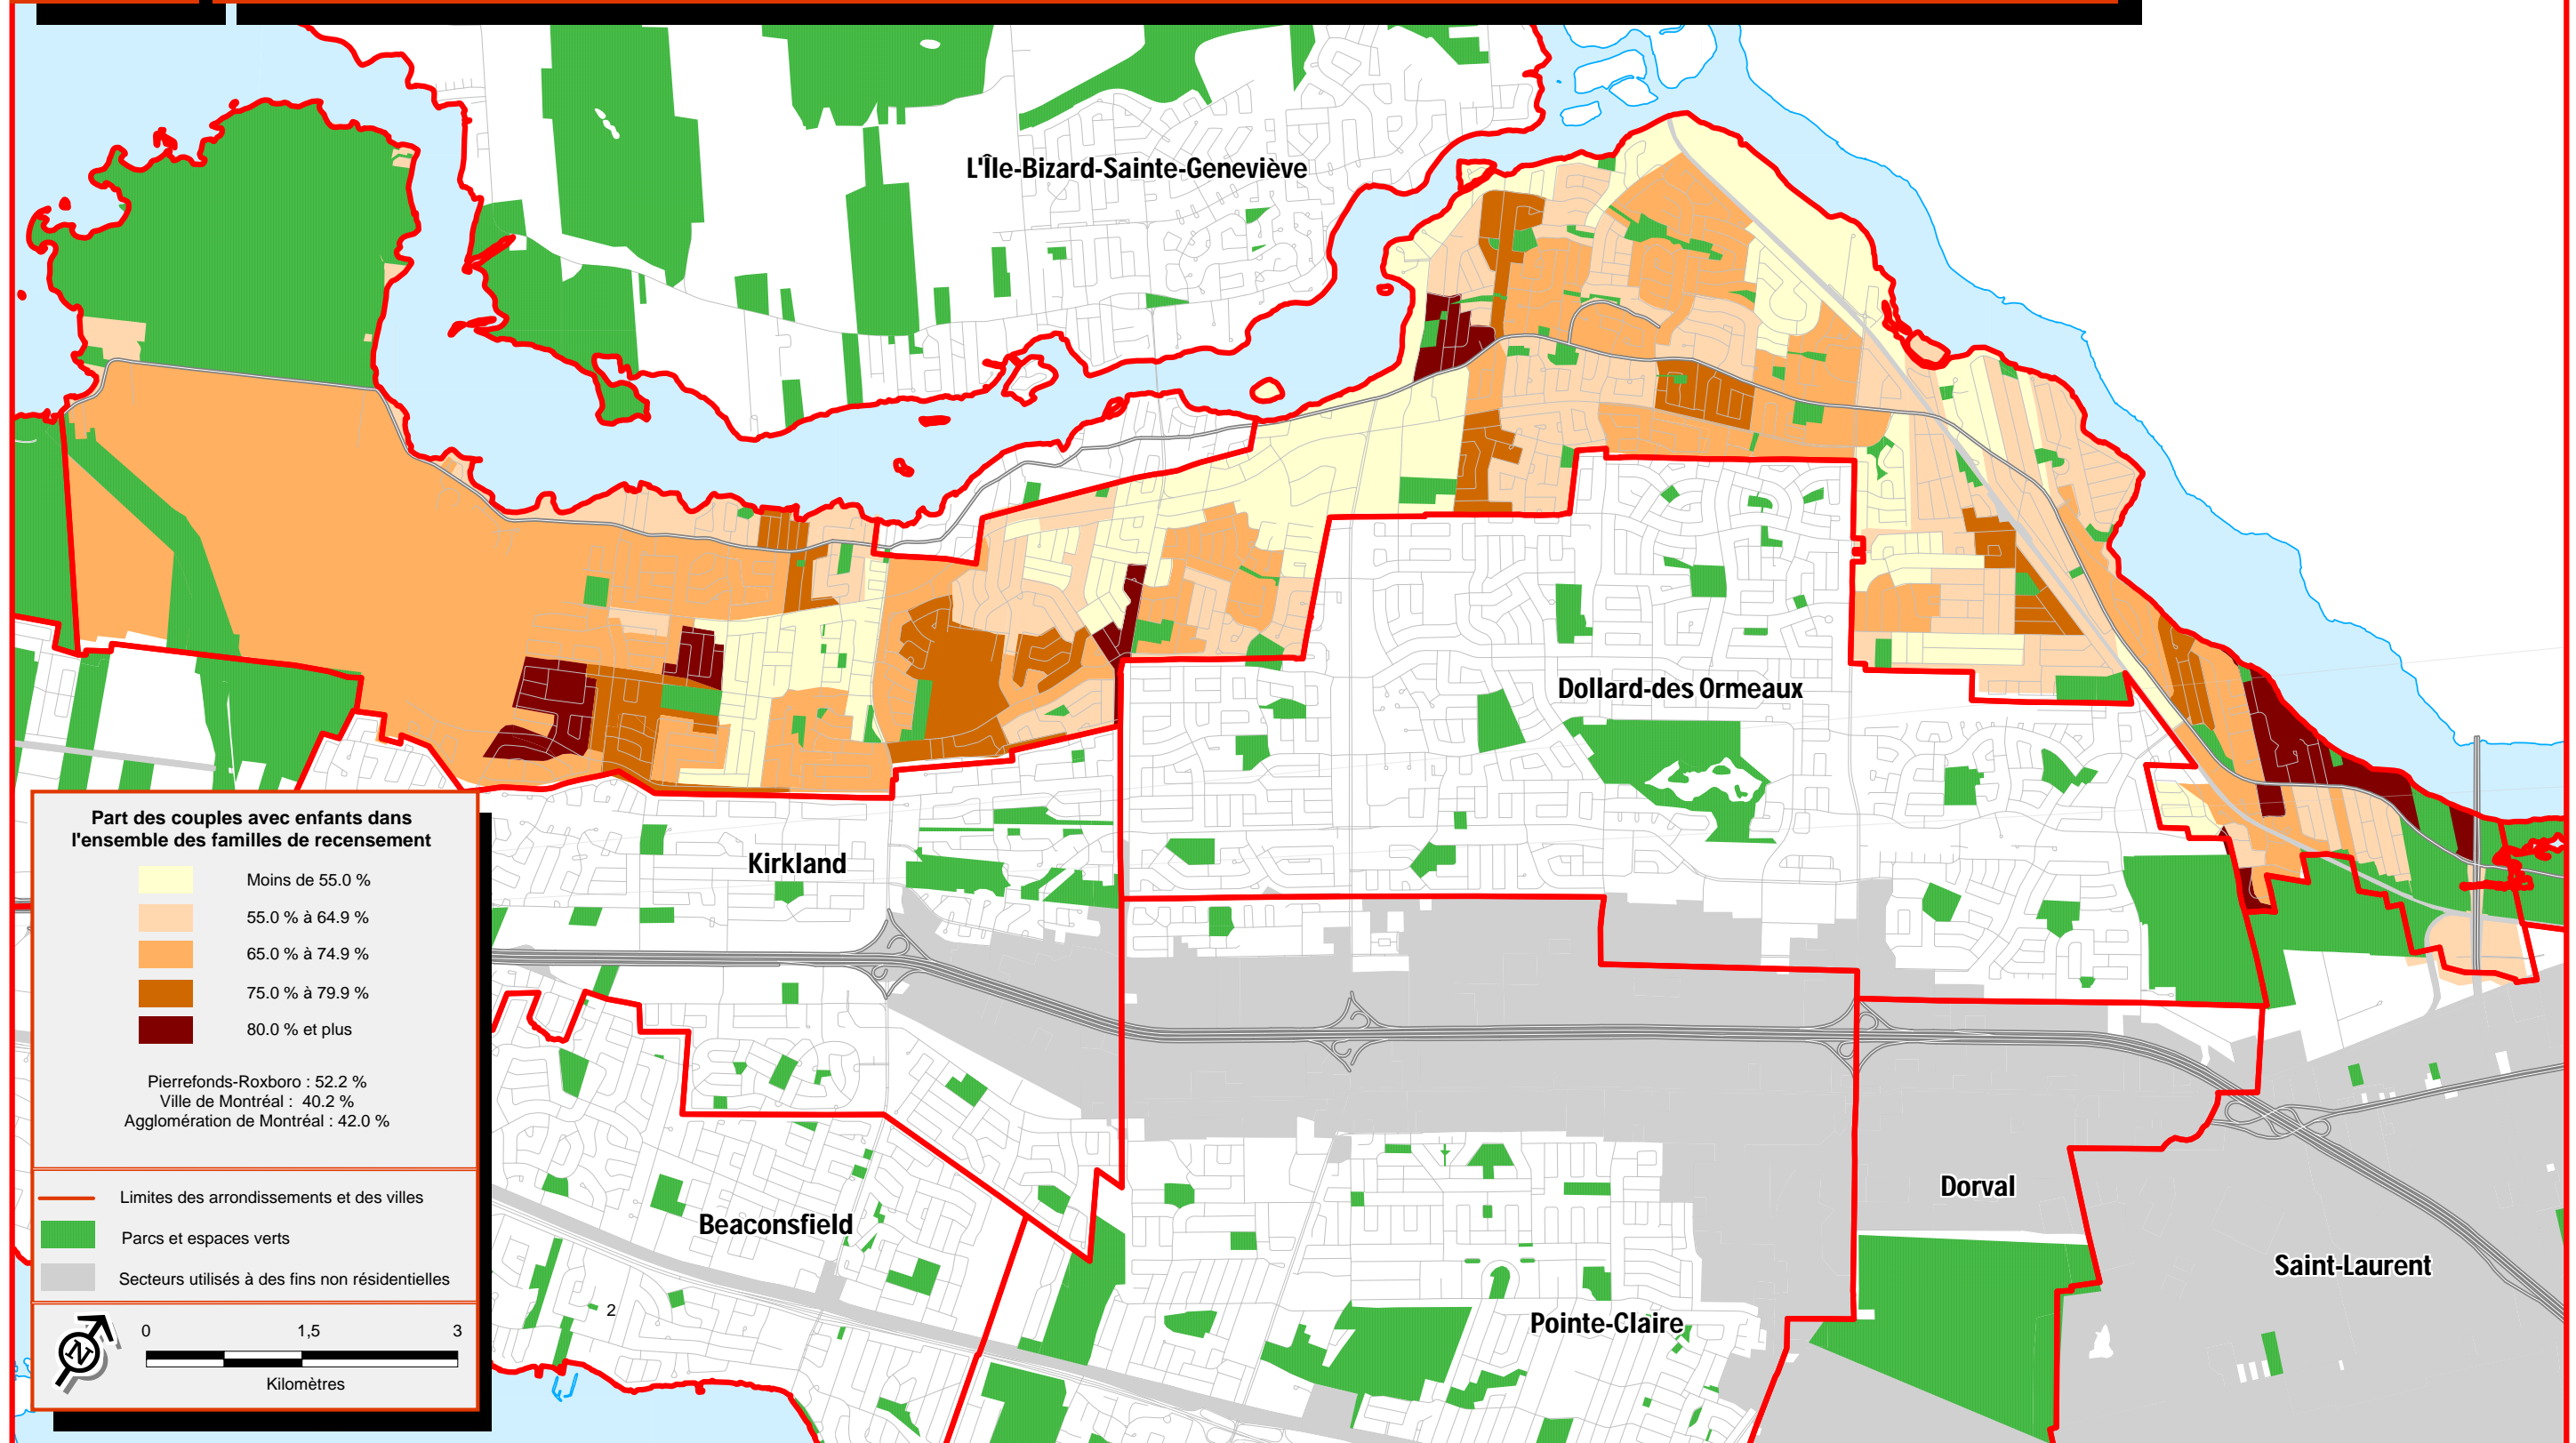 L'Île-Bizard-Sainte-Geneviève
Dollard-des Ormeaux
Kirkland
Beaconsfield
Pointe-Claire
Dorval
Saint-Laurent
2
Part des couples avec enfants dans
l'ensemble des familles de recensement
Moins de 55.0 %
55.0 % à 64.9 %
65.0 % à 74.9 %
75.0 % à 79.9 %
80.0 % et plus
Pierrefonds-Roxboro : 52.2 %
Ville de Montréal : 40.2 %
Agglomération de Montréal : 42.0 %
Limites des arrondissements et des villes
Parcs et espaces verts
Secteurs utilisés à des fins non résidentielles
N
0 1,5 3
Kilomètres